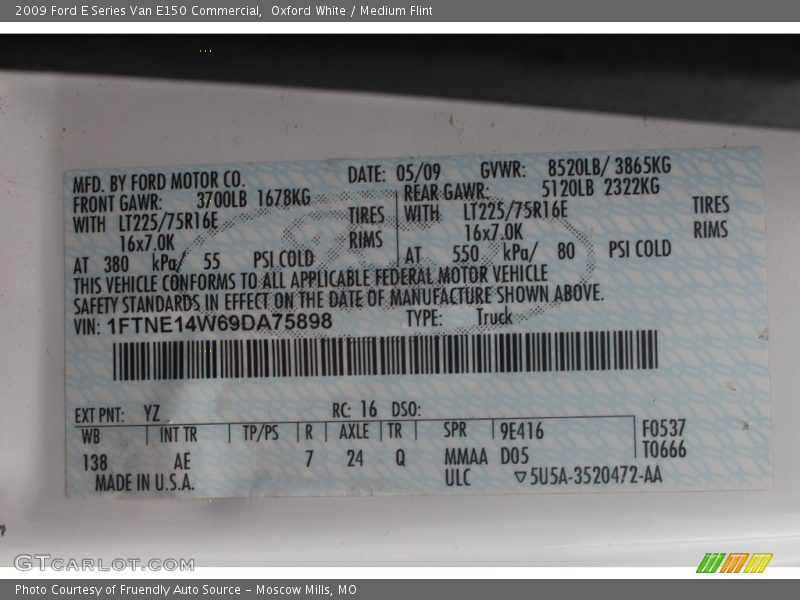 2009 Ford E Series Van E150 Commercial,  Oxford White / Medium Flint
MFD. BY FORD MOTOR CO. DATE: 05/09 GVWR: 8520LB/ 3865KG
FRONT GAWR: 3700LB 1678KG REAR GAWR: 5120LB 2322KG
WITH LT225/75R16E TIRES WITH LT225/75R16E TIRES
16x7.0K RIMS 16x7.0K RIMS
AT 380 kPa/ 55 PSI COLD AT 550 kPa/ 80 PSI COLD
THIS VEHICLE CONFORMS TO ALL APPLICABLE FEDERAL MOTOR VEHICLE
SAFETY STANDARDS IN EFFECT ON THE DATE OF MANUFACTURE SHOWN ABOVE.
VIN: 1FTNE14W69DA75898 TYPE: Truck
EXT PNT: YZ RC: 16 DSO:
WB INT TR TP/PS R AXLE TR SPR 9E416 F0537
138 AE 7 24 Q MMAA D05 T0666
MADE IN U.S.A. ULC ▽5U5A-3520472-AA
GTCARLOT.COM
Photo Courtesy of Fruendly Auto Source – Moscow Mills, MO